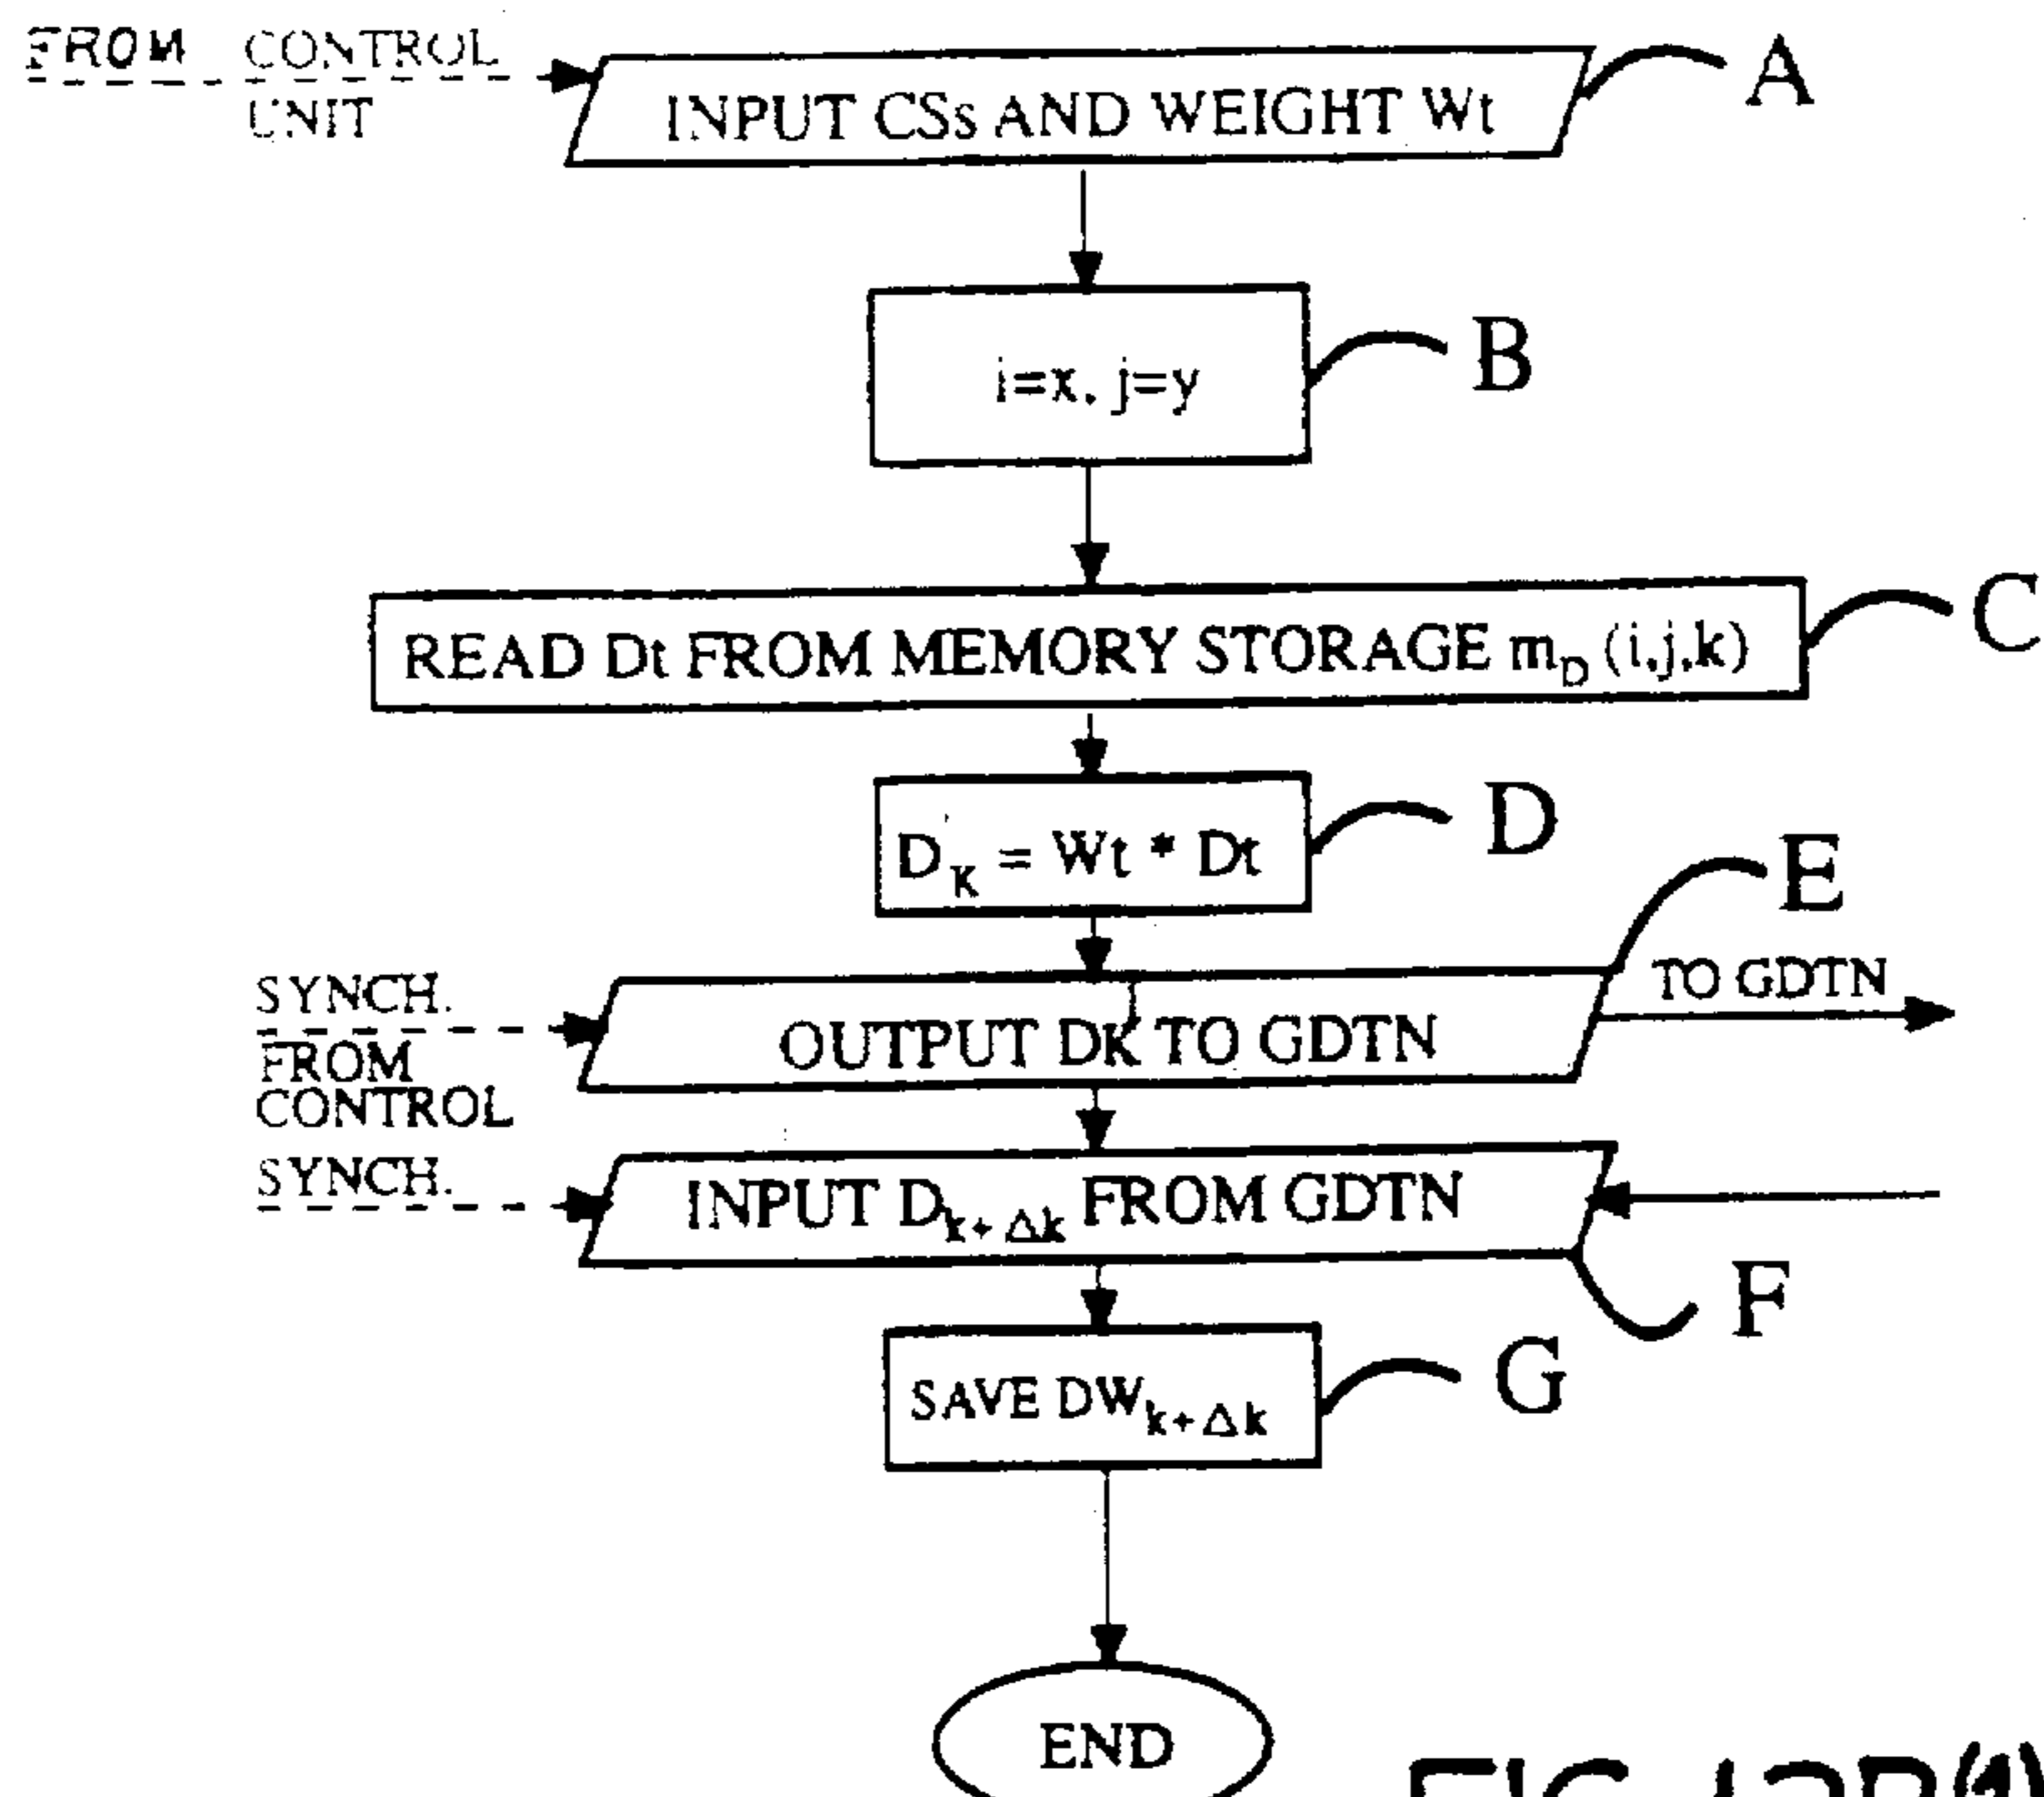 FROM CONTROL
UNIT
INPUT CSs AND WEIGHT Wt
A
i=x, j=y
B
READ Dt FROM MEMORY STORAGE m_D (i,j,k)
C
D_K = Wt * Dt
D
E
SYNCH.
FROM
CONTROL
OUTPUT DK TO GDTN
TO GDTN
SYNCH.
INPUT D_k+Δk FROM GDTN
F
SAVE DW_k+Δk
G
END